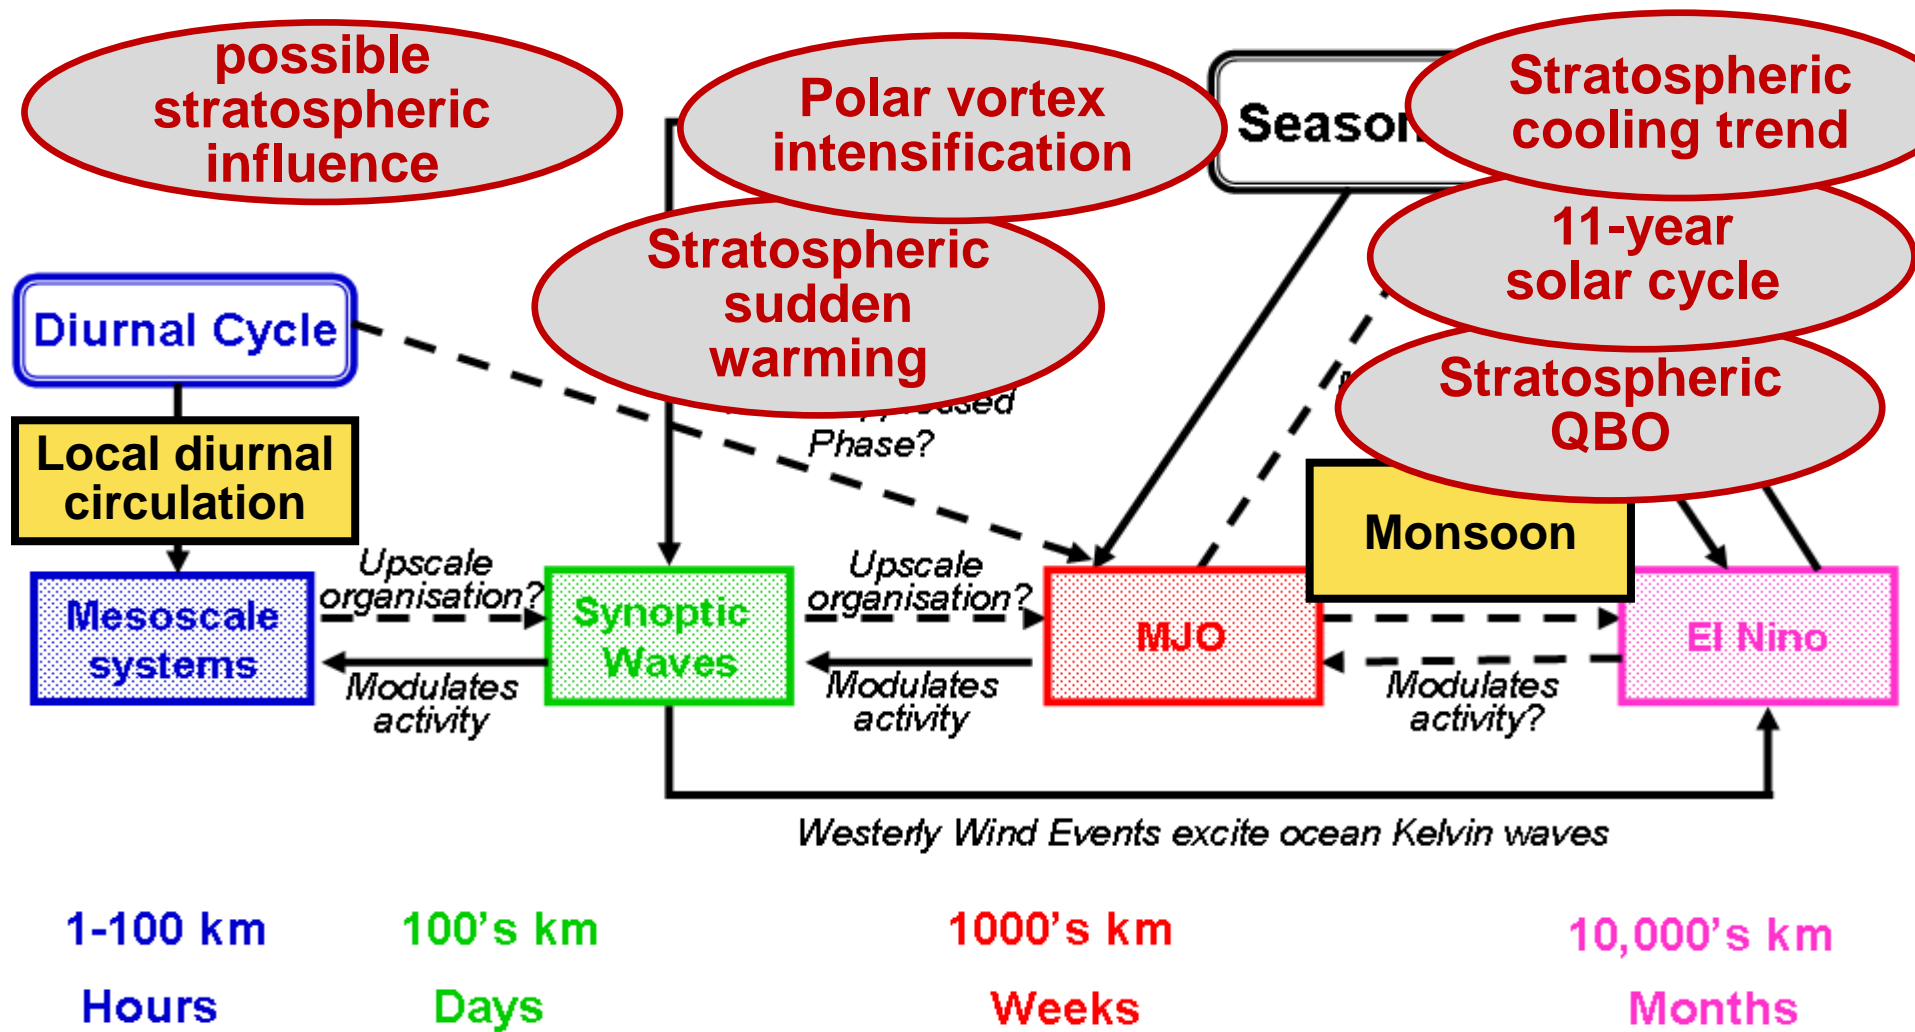 possible
stratospheric
influence
Polar vortex
intensification
Season
Stratospheric
cooling trend
Stratospheric
sudden
warming
11-year
solar cycle
Diurnal Cycle
Stratospheric
QBO
Phase?
Local diurnal
circulation
Monsoon
Upscale
organisation?
Upscale
organisation?
Mesoscale
systems
Synoptic
Waves
MJO
El Nino
Modulates
activity
Modulates
activity
Modulates
activity?
Westerly Wind Events excite ocean Kelvin waves
1-100 km
100's km
1000's km
10,000's km
Hours
Days
Weeks
Months